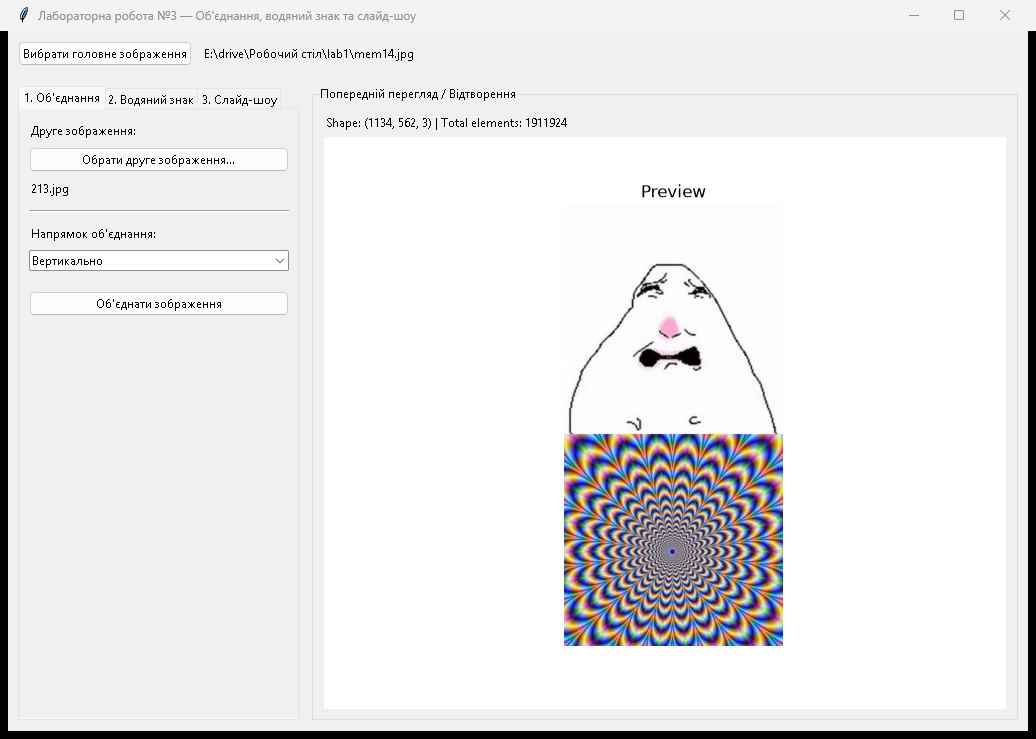 Лабораторна робота №3 — Об'єднання, водяний знак та слайд-шоу
Вибрати головне зображення E:\drive\Робочий стіл\lab1\mem14.jpg
1. Об'єднання 2. Водяний знак 3. Слайд-шоу
Друге зображення:
Обрати друге зображення...
213.jpg
Напрямок об'єднання:
Вертикально
Об'єднати зображення
Попередній перегляд / Відтворення
Shape: (1134, 562, 3) | Total elements: 1911924
Preview